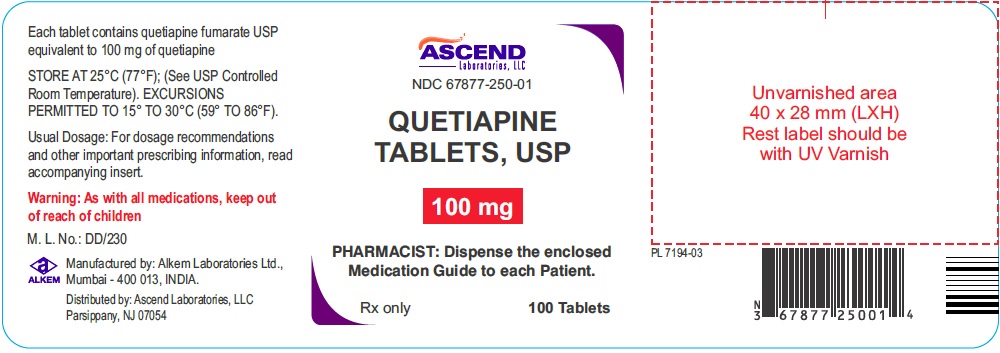 Each tablet contains quetiapine fumarate USP
equivalent to 100 mg of quetiapine
STORE AT 25°C (77°F); (See USP Controlled
Room Temperature). EXCURSIONS
PERMITTED TO 15° TO 30°C (59° TO 86°F).
Usual Dosage: For dosage recommendations
and other important prescribing information, read
accompanying insert.
Warning: As with all medications, keep out
of reach of children
M. L. No.: DD/230
ALKEM
Manufactured by: Alkem Laboratories Ltd.,
Mumbai - 400 013, INDIA.
Distributed by: Ascend Laboratories, LLC
Parsippany, NJ 07054
ASCEND
Laboratories, LLC
NDC 67877-250-01
QUETIAPINE
TABLETS, USP
100 mg
PHARMACIST: Dispense the enclosed
Medication Guide to each Patient.
Rx only 100 Tablets
Unvarnished area
40 x 28 mm (LXH)
Rest label should be
with UV Varnish
PL 7194-03
N
3 67877 25001 4